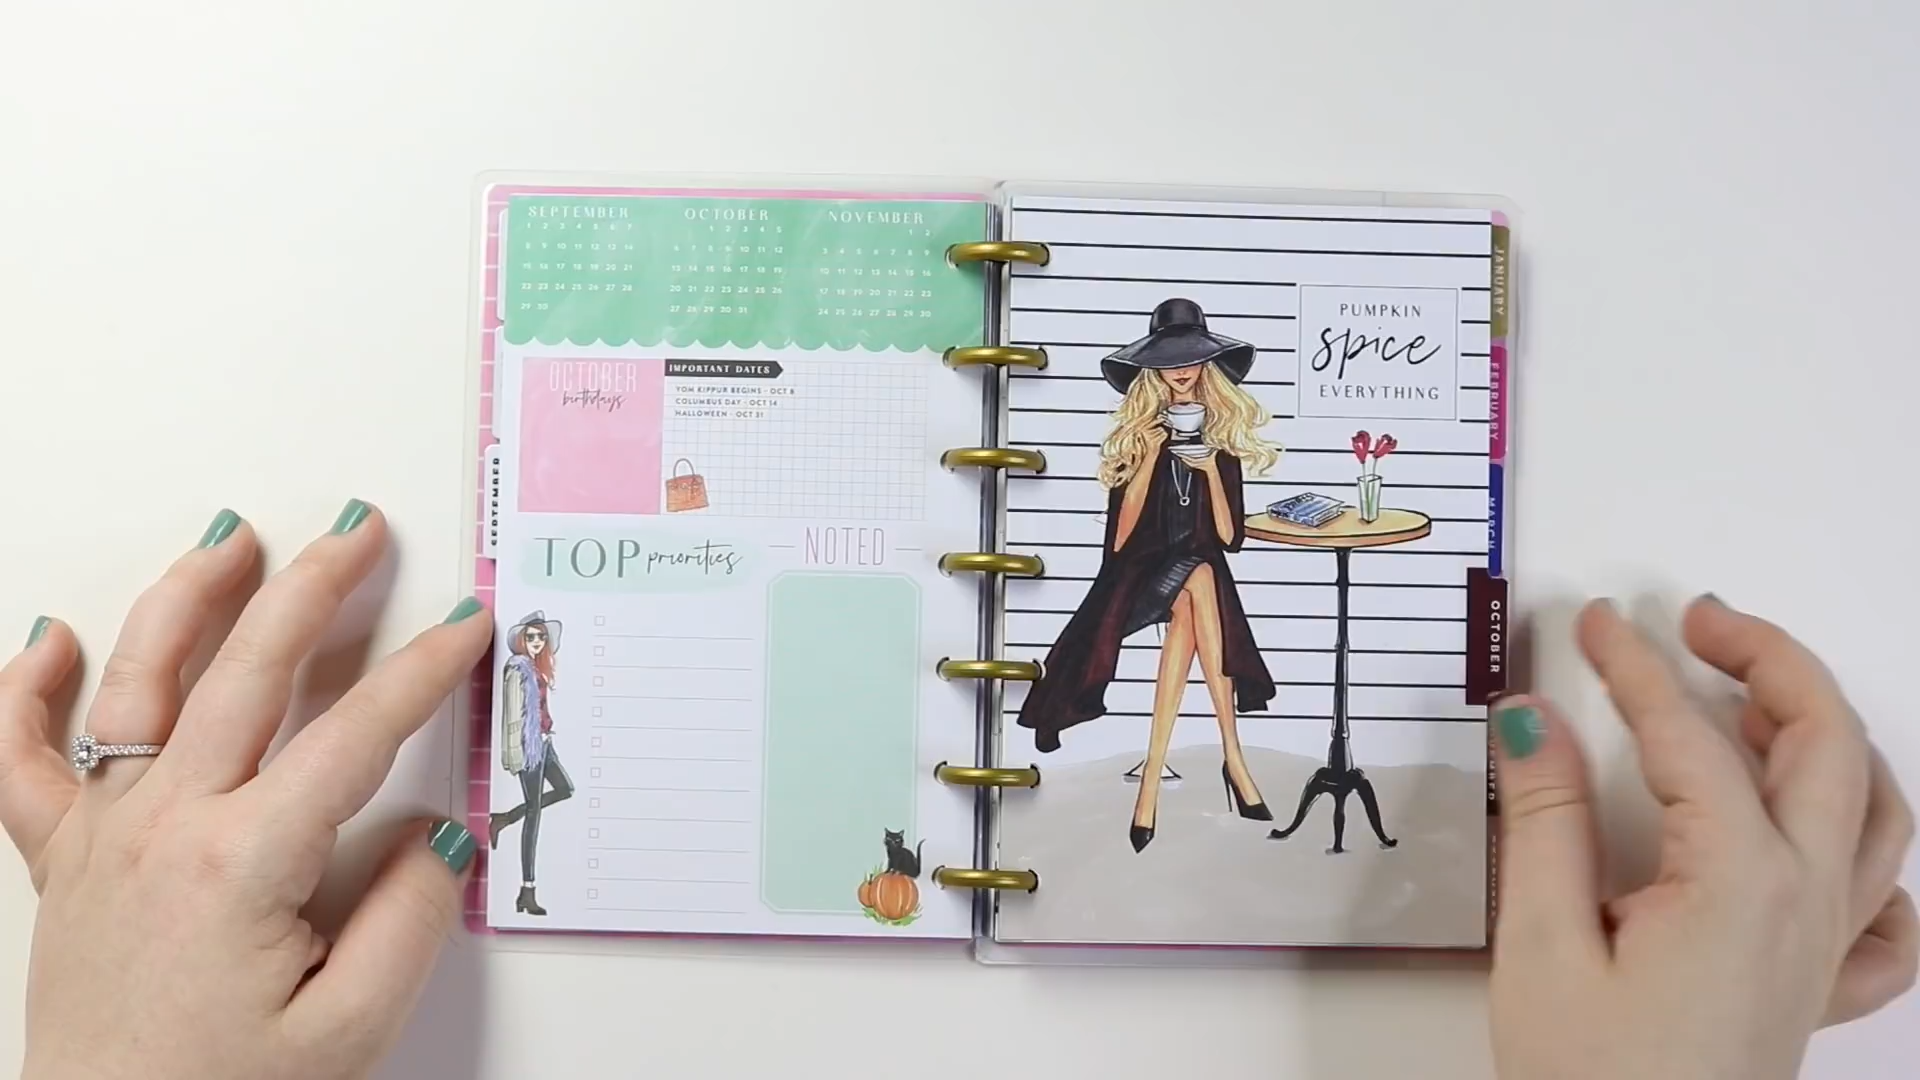 SEPTEMBER
1 2 3 4 5 6 7
8 9 10 11 12 13 14
15 16 17 18 19 20 21
22 23 24 25 26 27 28
29 30
OCTOBER
1 2 3 4 5
6 7 8 9 10 11 12
13 14 15 16 17 18 19
20 21 22 23 24 25 26
27 28 29 30 31
NOVEMBER
1 2
3 4 5 6 7 8 9
10 11 12 13 14 15 16
17 18 19 20 21 22 23
24 25 26 27 28 29 30
OCTOBER
birthdays
IMPORTANT DATES
YOM KIPPUR BEGINS - OCT 8
COLUMBUS DAY - OCT 14
HALLOWEEN - OCT 31
SEPTEMBER
TOP priorities
NOTED
PUMPKIN
spice
EVERYTHING
JANUARY
FEBRUARY
MARCH
OCTOBER